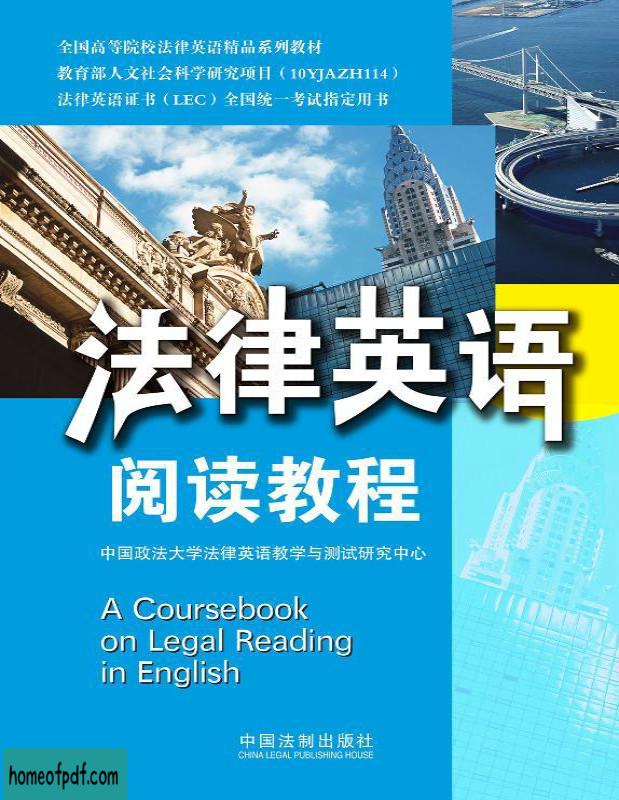 全国高等院校法律英语精品系列教材
教育部人文社会科学研究项目（10YJAZH114）
法律英语证书（LEC）全国统一考试指定用书
法律英语
阅读教程
中国政法大学法律英语教学与测试研究中心
A Coursebook
on Legal Reading
in English
中国法制出版社
CHINA LEGAL PUBLISHING HOUSE
homeofpdf.com